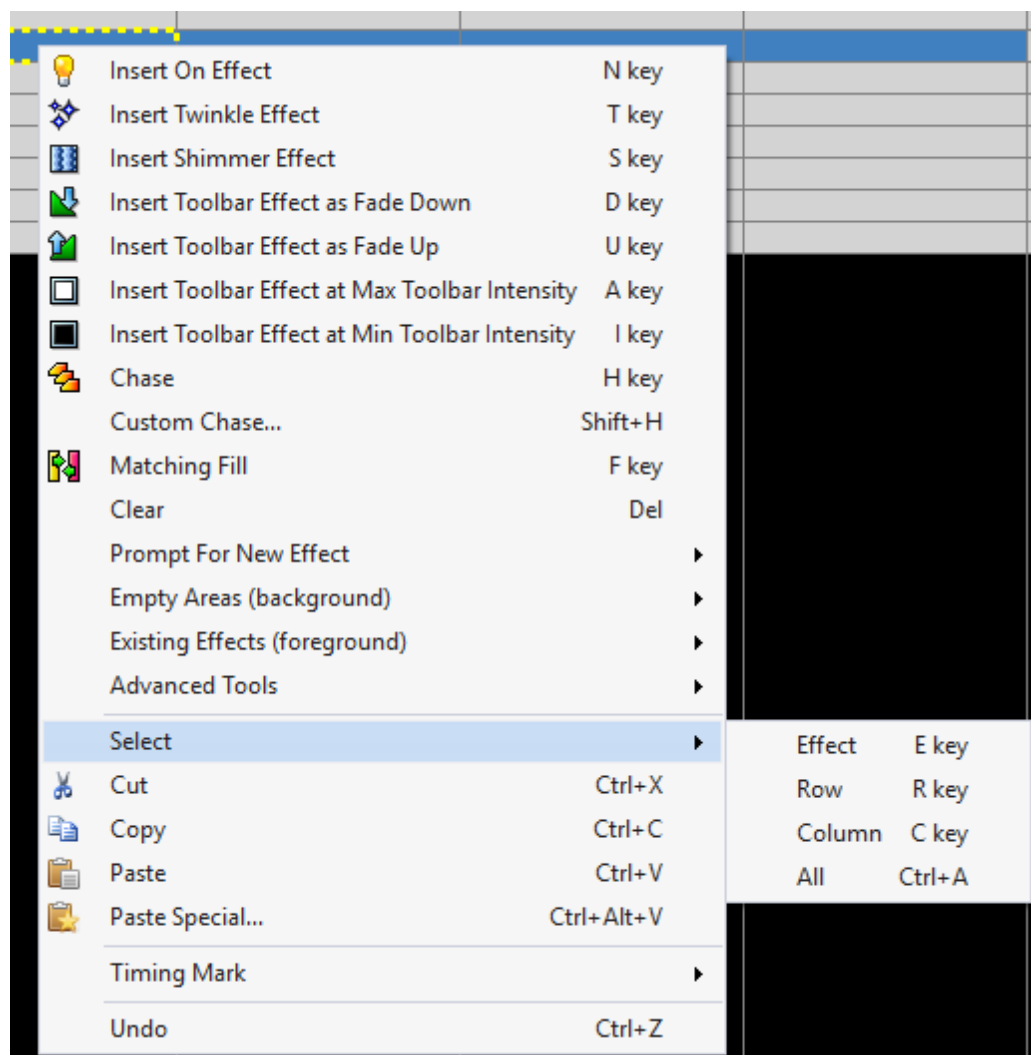 Insert On Effect N key
Insert Twinkle Effect T key
Insert Shimmer Effect S key
Insert Toolbar Effect as Fade Down D key
Insert Toolbar Effect as Fade Up U key
Insert Toolbar Effect at Max Toolbar Intensity A key
Insert Toolbar Effect at Min Toolbar Intensity I key
Chase H key
Custom Chase... Shift+H
Matching Fill F key
Clear Del
Prompt For New Effect
Empty Areas (background)
Existing Effects (foreground)
Advanced Tools
Select
Cut Ctrl+X
Copy Ctrl+C
Paste Ctrl+V
Paste Special... Ctrl+Alt+V
Timing Mark
Undo Ctrl+Z
Effect E key
Row R key
Column C key
All Ctrl+A